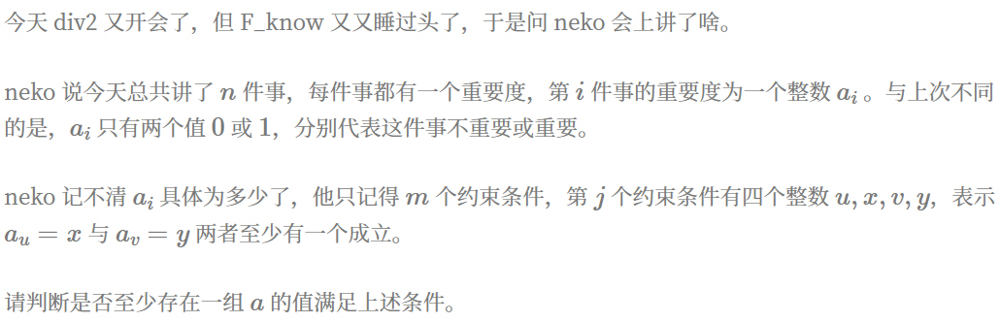 今天 div2 又开会了，但 F_know 又又睡过头了，于是问 neko 会上讲了啥。
neko 说今天总共讲了 n 件事，每件事都有一个重要度，第 i 件事的重要度为一个整数 a_i 。与上次不同
的是，a_i 只有两个值 0 或 1，分别代表这件事不重要或重要。
neko 记不清 a_i 具体为多少了，他只记得 m 个约束条件，第 j 个约束条件有四个整数 u, x, v, y，表示
a_u = x 与 a_v = y 两者至少有一个成立。
请判断是否至少存在一组 a 的值满足上述条件。